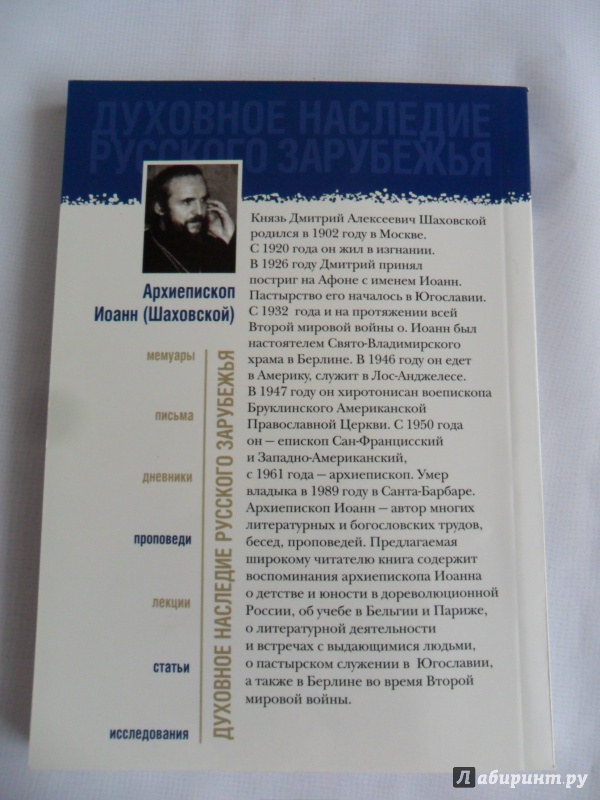 ДУХОВНОЕ НАСЛЕДИЕ
РУССКОГО ЗАРУБЕЖЬЯ
Архиепископ
Иоанн (Шаховской)
мемуары
письма
дневники
проповеди
лекции
статьи
исследования
ДУХОВНОЕ НАСЛЕДИЕ РУССКОГО ЗАРУБЕЖЬЯ
Князь Дмитрий Алексеевич Шаховской
родился в 1902 году в Москве.
С 1920 года он жил в изгнании.
В 1926 году Дмитрий принял
постриг на Афоне с именем Иоанн.
Пастырство его началось в Югославии.
С 1932 года и на протяжении всей
Второй мировой войны о. Иоанн был
настоятелем Свято-Владимирского
храма в Берлине. В 1946 году он едет
в Америку, служит в Лос-Анджелесе.
В 1947 году он хиротонисан воепископа
Бруклинского Американской
Православной Церкви. С 1950 года
он — епископ Сан-Францисский
и Западно-Американский,
с 1961 года — архиепископ. Умер
владыка в 1989 году в Санта-Барбаре.
Архиепископ Иоанн — автор многих
литературных и богословских трудов,
бесед, проповедей. Предлагаемая
широкому читателю книга содержит
воспоминания архиепископа Иоанна
о детстве и юности в дореволюционной
России, об учебе в Бельгии и Париже,
о литературной деятельности
и встречах с выдающимися людьми,
о пастырском служении в Югославии,
а также в Берлине во время Второй
мировой войны.
Лабиринт.ру